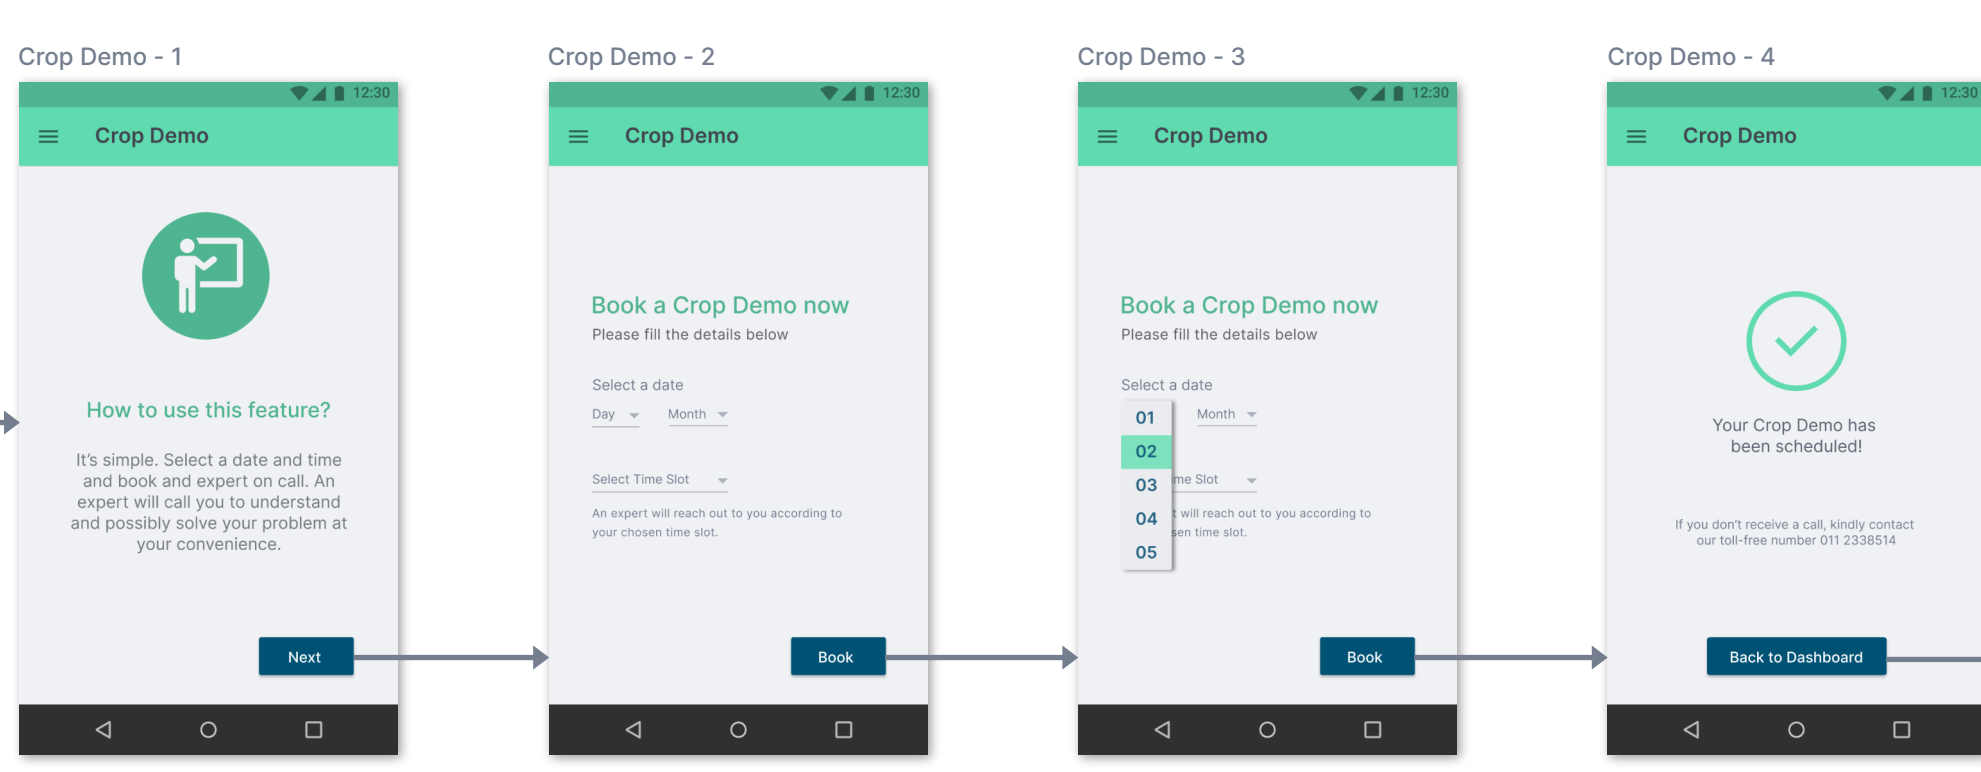 Crop Demo - 1
12:30
Crop Demo
How to use this feature?
It’s simple. Select a date and time
and book and expert on call. An
expert will call you to understand
and possibly solve your problem at
your convenience.
Next
Crop Demo - 2
12:30
Crop Demo
Book a Crop Demo now
Please fill the details below
Select a date
Day Month
Select Time Slot
An expert will reach out to you according to
your chosen time slot.
Book
Crop Demo - 3
12:30
Crop Demo
Book a Crop Demo now
Please fill the details below
Select a date
01 Month
02
03 me Slot
04 t will reach out to you according to
sen time slot.
05
Book
Crop Demo - 4
12:30
Crop Demo
Your Crop Demo has
been scheduled!
If you don’t receive a call, kindly contact
our toll-free number 011 2338514
Back to Dashboard